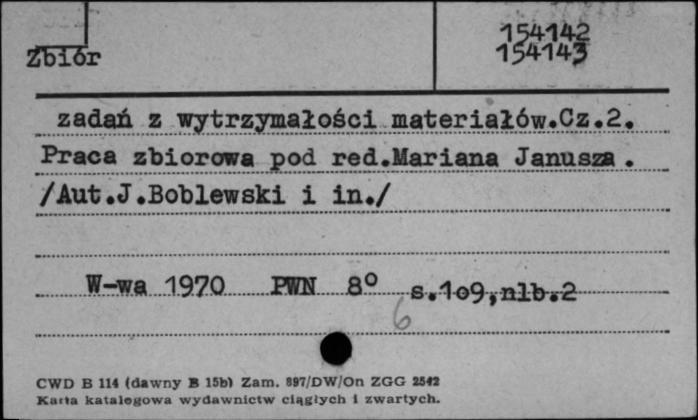 154142
154143
Zbiór
zadań z wytrzymałości materiałów.Cz.2.
Praca zbiorowa pod red.Mariana Janusza.
/Aut.J.Boblewski i in./
W-wa 1970 PWN 8° s.109,nlb.2
6
CWD B 114 (dawny B 15b) Zam. 897/DW/On ZGG 2542
Karta katalogowa wydawnictw ciągłych i zwartych.